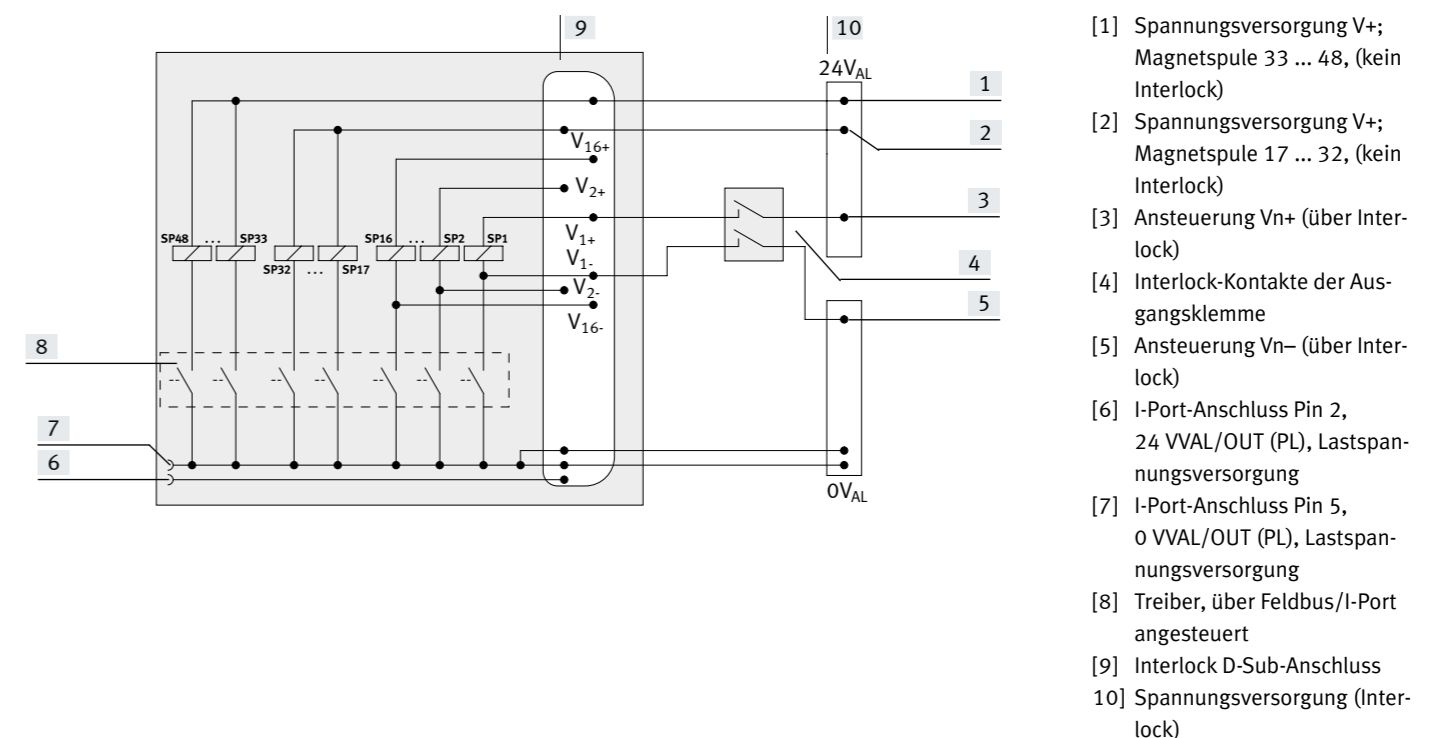 9
10
24V_AL
1
2
V16+
V2+
3
V1+
SP48 ... SP33
SP16 ... SP2 SP1
V1-
4
SP32 ... SP17
V2-
5
V16-
8
7
6
0V_AL
[1] Spannungsversorgung V+;
Magnetspule 33 ... 48, (kein
Interlock)
[2] Spannungsversorgung V+;
Magnetspule 17 ... 32, (kein
Interlock)
[3] Ansteuerung Vn+ (über Inter-
lock)
[4] Interlock-Kontakte der Aus-
gangsklemme
[5] Ansteuerung Vn– (über Inter-
lock)
[6] I-Port-Anschluss Pin 2,
24 VVAL/OUT (PL), Lastspan-
nungsversorgung
[7] I-Port-Anschluss Pin 5,
0 VVAL/OUT (PL), Lastspan-
nungsversorgung
[8] Treiber, über Feldbus/I-Port
angesteuert
[9] Interlock D-Sub-Anschluss
10] Spannungsversorgung (Inter-
lock)